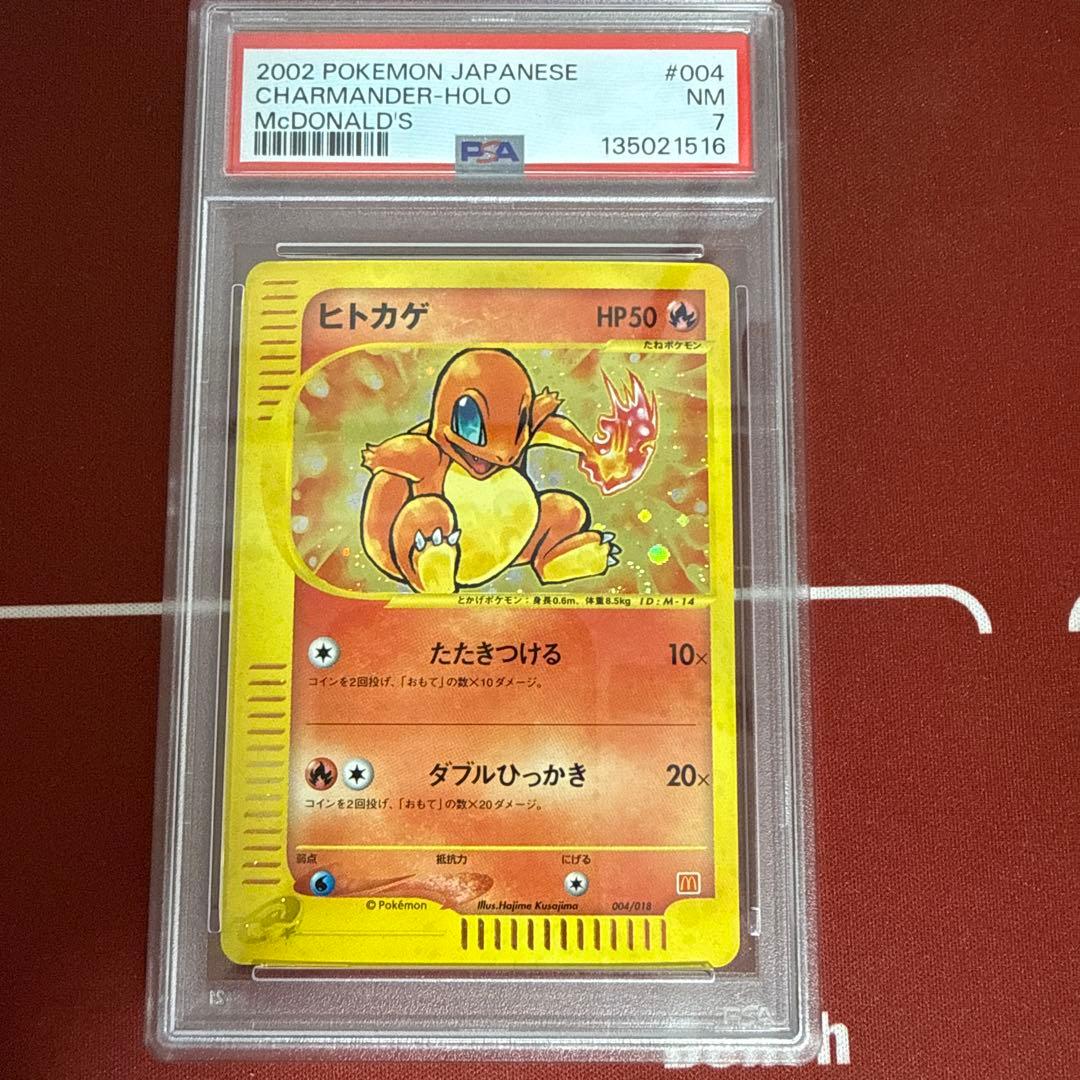 2002 POKEMON JAPANESE #004
CHARMANDER-HOLO NM
McDONALD'S 7
PSA 135021516
ヒトカゲ HP50
たねポケモン
とかげポケモン：身長0.6m、体重8.5kg ID:M-14
たたきつける 10×
コインを2回投げ、「おもて」の数×10ダメージ。
ダブルひっかき 20×
コインを2回投げ、「おもて」の数×20ダメージ。
弱点 抵抗力 にげる
©Pokémon Illus.Hajime Kusajima 004/018
PSA